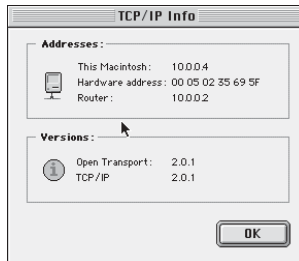 TCP/IP Info
Addresses:
This Macintosh: 10.0.0.4
Hardware address: 00 05 02 35 69 5F
Router: 10.0.0.2
Versions:
Open Transport: 2.0.1
TCP/IP 2.0.1
OK